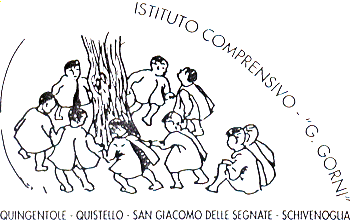 ISTITUTO COMPRENSIVO - "G. GORNI"
QUINGENTOLE - QUISTELLO - SAN GIACOMO DELLE SEGNATE - SCHIVENOGLIA